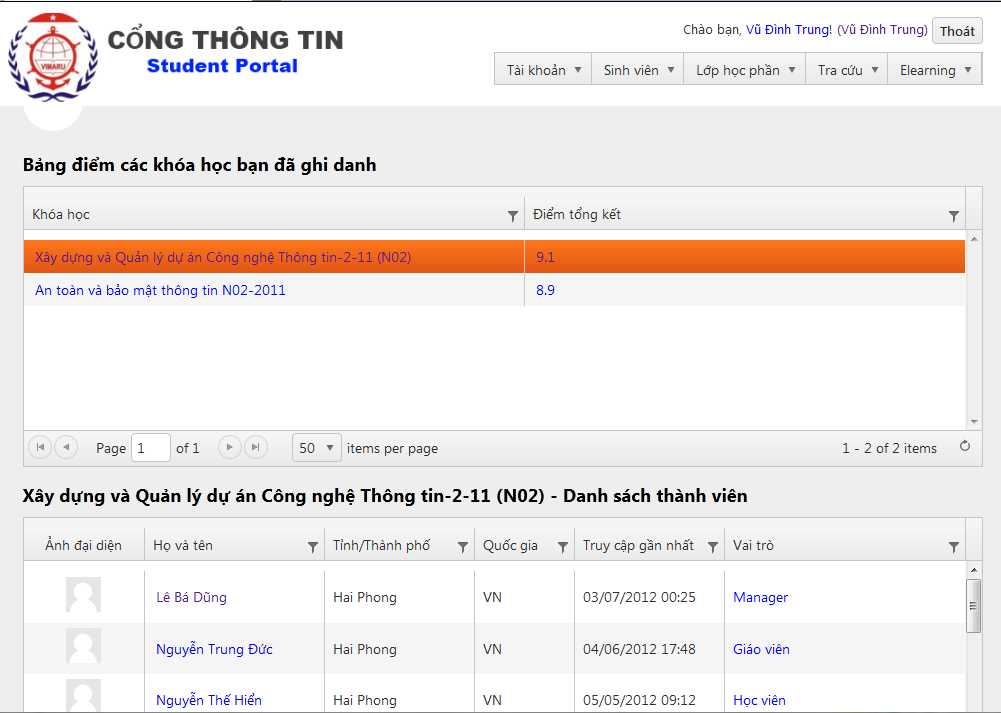 CỔNG THÔNG TIN
Student Portal
VIMARU
Chào bạn, Vũ Đình Trung! (Vũ Đình Trung) Thoát
Tài khoản Sinh viên Lớp học phần Tra cứu Elearning
Bảng điểm các khóa học bạn đã ghi danh
Khóa học Điểm tổng kết
Xây dựng và Quản lý dự án Công nghệ Thông tin-2-11 (N02) 9.1
An toàn và bảo mật thông tin N02-2011 8.9
Page 1 of 1 50 items per page 1 - 2 of 2 items
Xây dựng và Quản lý dự án Công nghệ Thông tin-2-11 (N02) - Danh sách thành viên
Ảnh đại diện Họ và tên Tỉnh/Thành phố Quốc gia Truy cập gần nhất Vai trò
Lê Bá Dũng Hai Phong VN 03/07/2012 00:25 Manager
Nguyễn Trung Đức Hai Phong VN 04/06/2012 17:48 Giáo viên
Nguyễn Thế Hiển Hai Phong VN 05/05/2012 09:12 Học viên